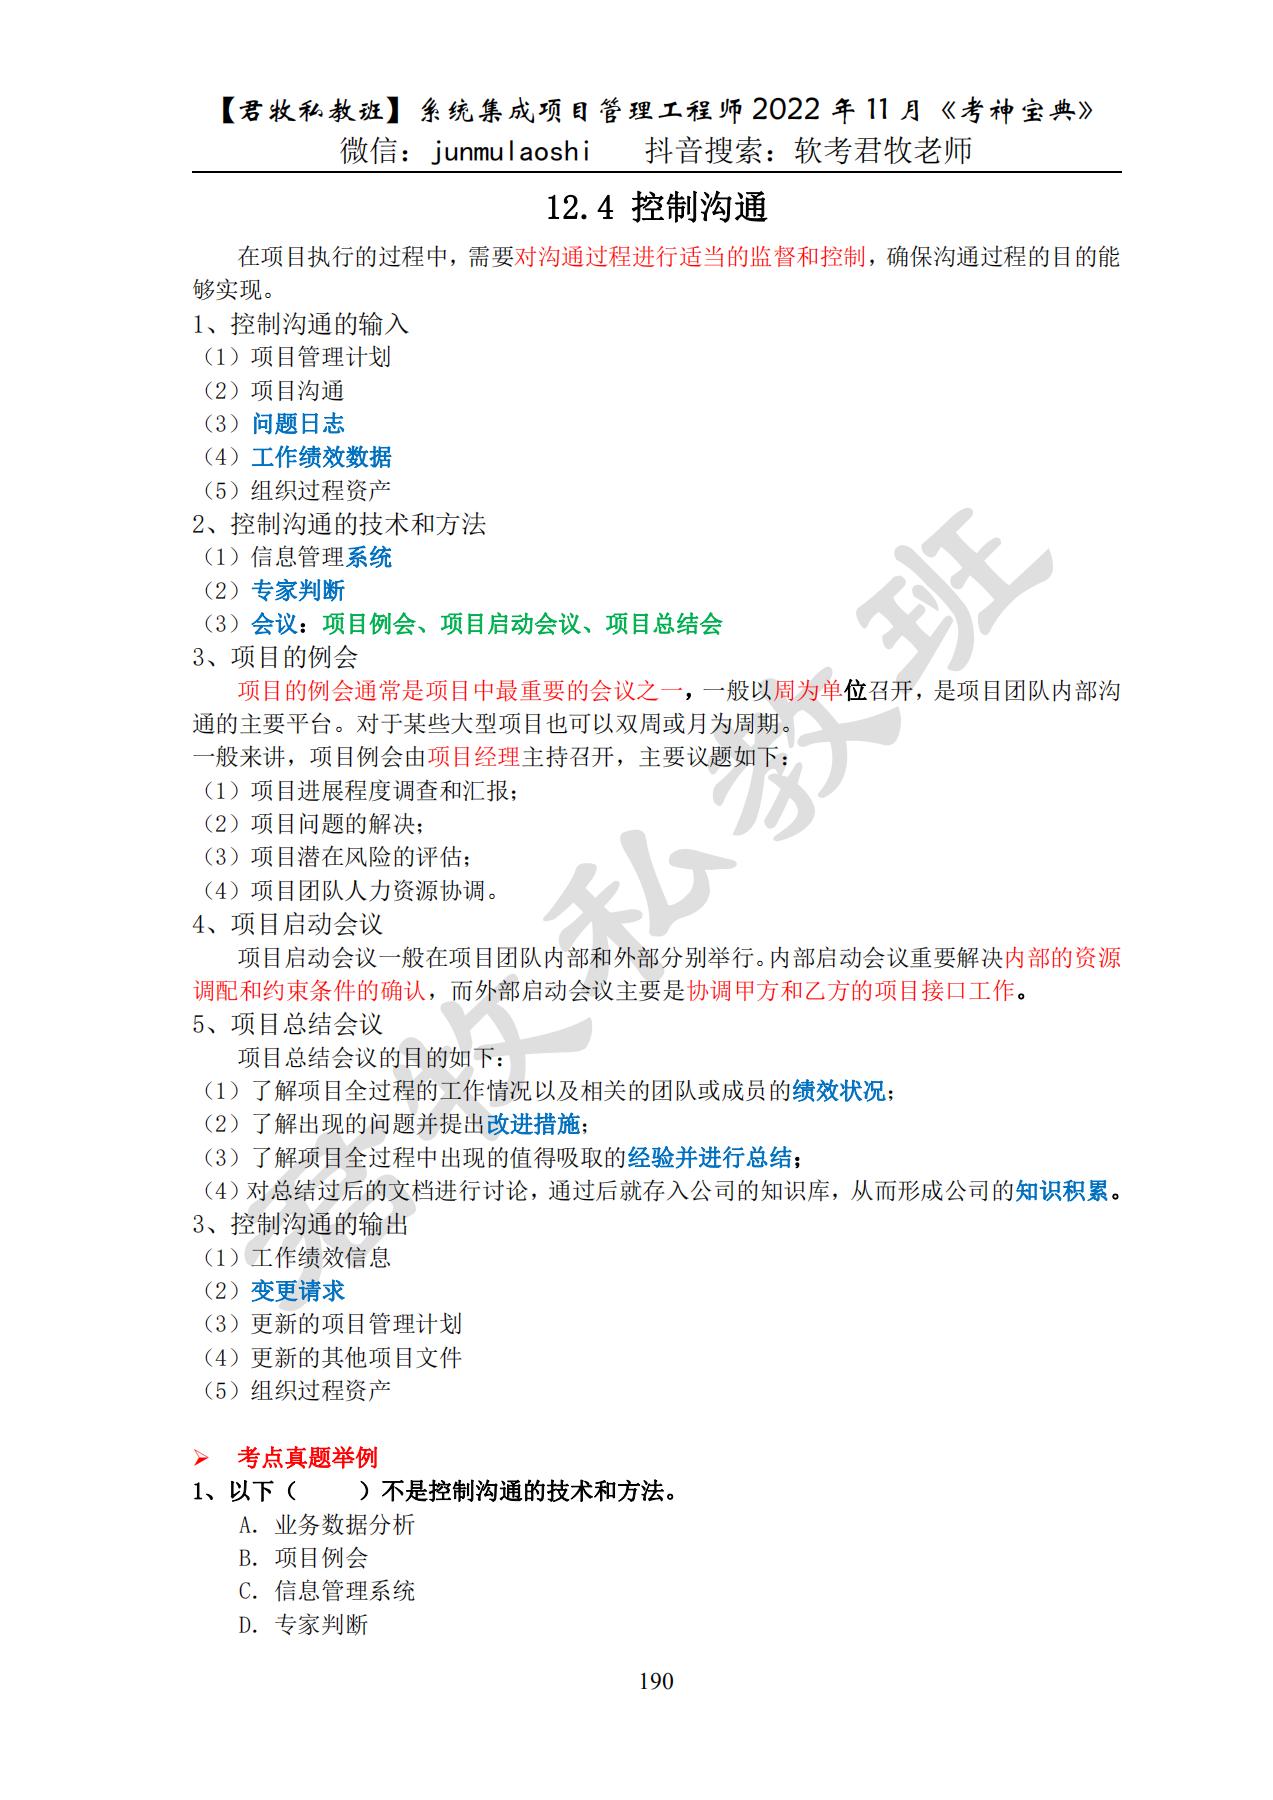 【君牧私教班】系统集成项目管理工程师 2022 年 11 月《考神宝典》
微信：junmulaoshi 抖音搜索：软考君牧老师
12.4 控制沟通
在项目执行的过程中，需要对沟通过程进行适当的监督和控制，确保沟通过程的目的能
够实现。
1、控制沟通的输入
（1）项目管理计划
（2）项目沟通
（3）问题日志
（4）工作绩效数据
（5）组织过程资产
2、控制沟通的技术和方法
（1）信息管理系统
（2）专家判断
（3）会议：项目例会、项目启动会议、项目总结会
3、项目的例会
项目的例会通常是项目中最重要的会议之一，一般以周为单位召开，是项目团队内部沟
通的主要平台。对于某些大型项目也可以双周或月为周期。
一般来讲，项目例会由项目经理主持召开，主要议题如下：
（1）项目进展程度调查和汇报；
（2）项目问题的解决；
（3）项目潜在风险的评估；
（4）项目团队人力资源协调。
4、项目启动会议
项目启动会议一般在项目团队内部和外部分别举行。内部启动会议重要解决内部的资源
调配和约束条件的确认，而外部启动会议主要是协调甲方和乙方的项目接口工作。
5、项目总结会议
项目总结会议的目的如下：
（1）了解项目全过程的工作情况以及相关的团队或成员的绩效状况；
（2）了解出现的问题并提出改进措施；
（3）了解项目全过程中出现的值得吸取的经验并进行总结；
（4）对总结过后的文档进行讨论，通过后就存入公司的知识库，从而形成公司的知识积累。
3、控制沟通的输出
（1）工作绩效信息
（2）变更请求
（3）更新的项目管理计划
（4）更新的其他项目文件
（5）组织过程资产
➢ 考点真题举例
1、以下（ ）不是控制沟通的技术和方法。
A. 业务数据分析
B. 项目例会
C. 信息管理系统
D. 专家判断
190
君牧私教班